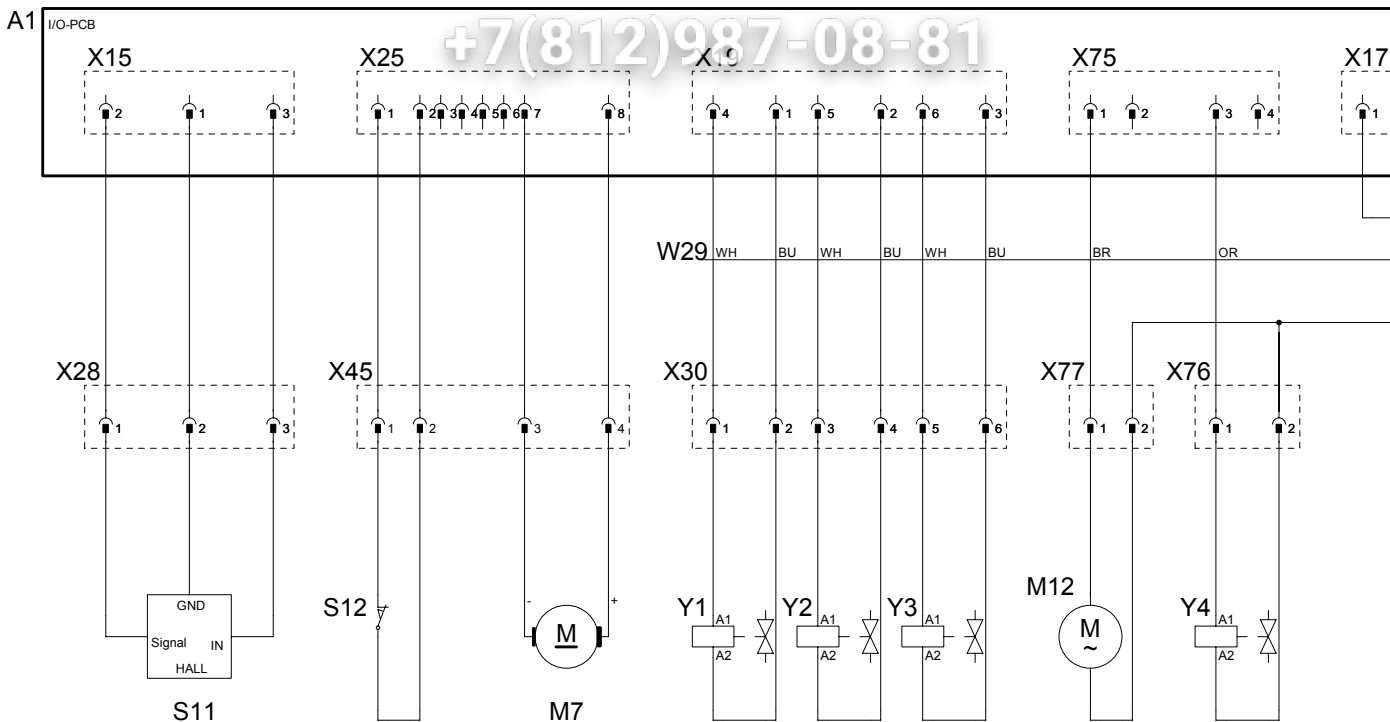 A1 I/O-PCB
+7(812)987-08-81
X15 X25 X19 X75 X17
2 1 3 1 2 3 4 5 6 7 8 4 1 5 2 6 3 1 2 3 4 1
W29 WH BU WH BU WH BU BR OR
X28 X45 X30 X77 X76
1 2 3 1 2 3 4 1 2 3 4 5 6 1 2 1 2
M12
GND S12 - + Y1 A1 Y2 A1 Y3 A1 Y4 A1
Signal IN M M
HALL A2 A2 A2 ~ A2
S11 M7